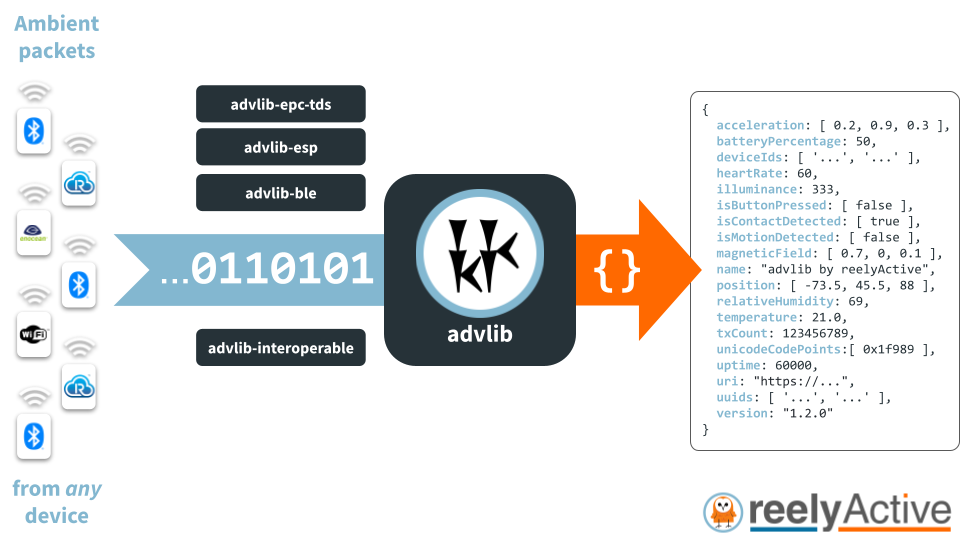 Ambient
packets
enocean
WiFi
R
R
from any
device
advlib-epc-tds
advlib-esp
advlib-ble
...0110101
advlib-interoperable
advlib
{}
{
acceleration: [ 0.2, 0.9, 0.3 ],
batteryPercentage: 50,
deviceIds: [ '...', '...' ],
heartRate: 60,
illuminance: 333,
isButtonPressed: [ false ],
isContactDetected: [ true ],
isMotionDetected: [ false ],
magneticField: [ 0.7, 0, 0.1 ],
name: "advlib by reelyActive",
position: [ -73.5, 45.5, 88 ],
relativeHumidity: 69,
temperature: 21.0,
txCount: 123456789,
unicodeCodePoints:[ 0x1f989 ],
uptime: 60000,
uri: "https://...",
uuids: [ '...', '...' ],
version: "1.2.0"
}
reelyActive